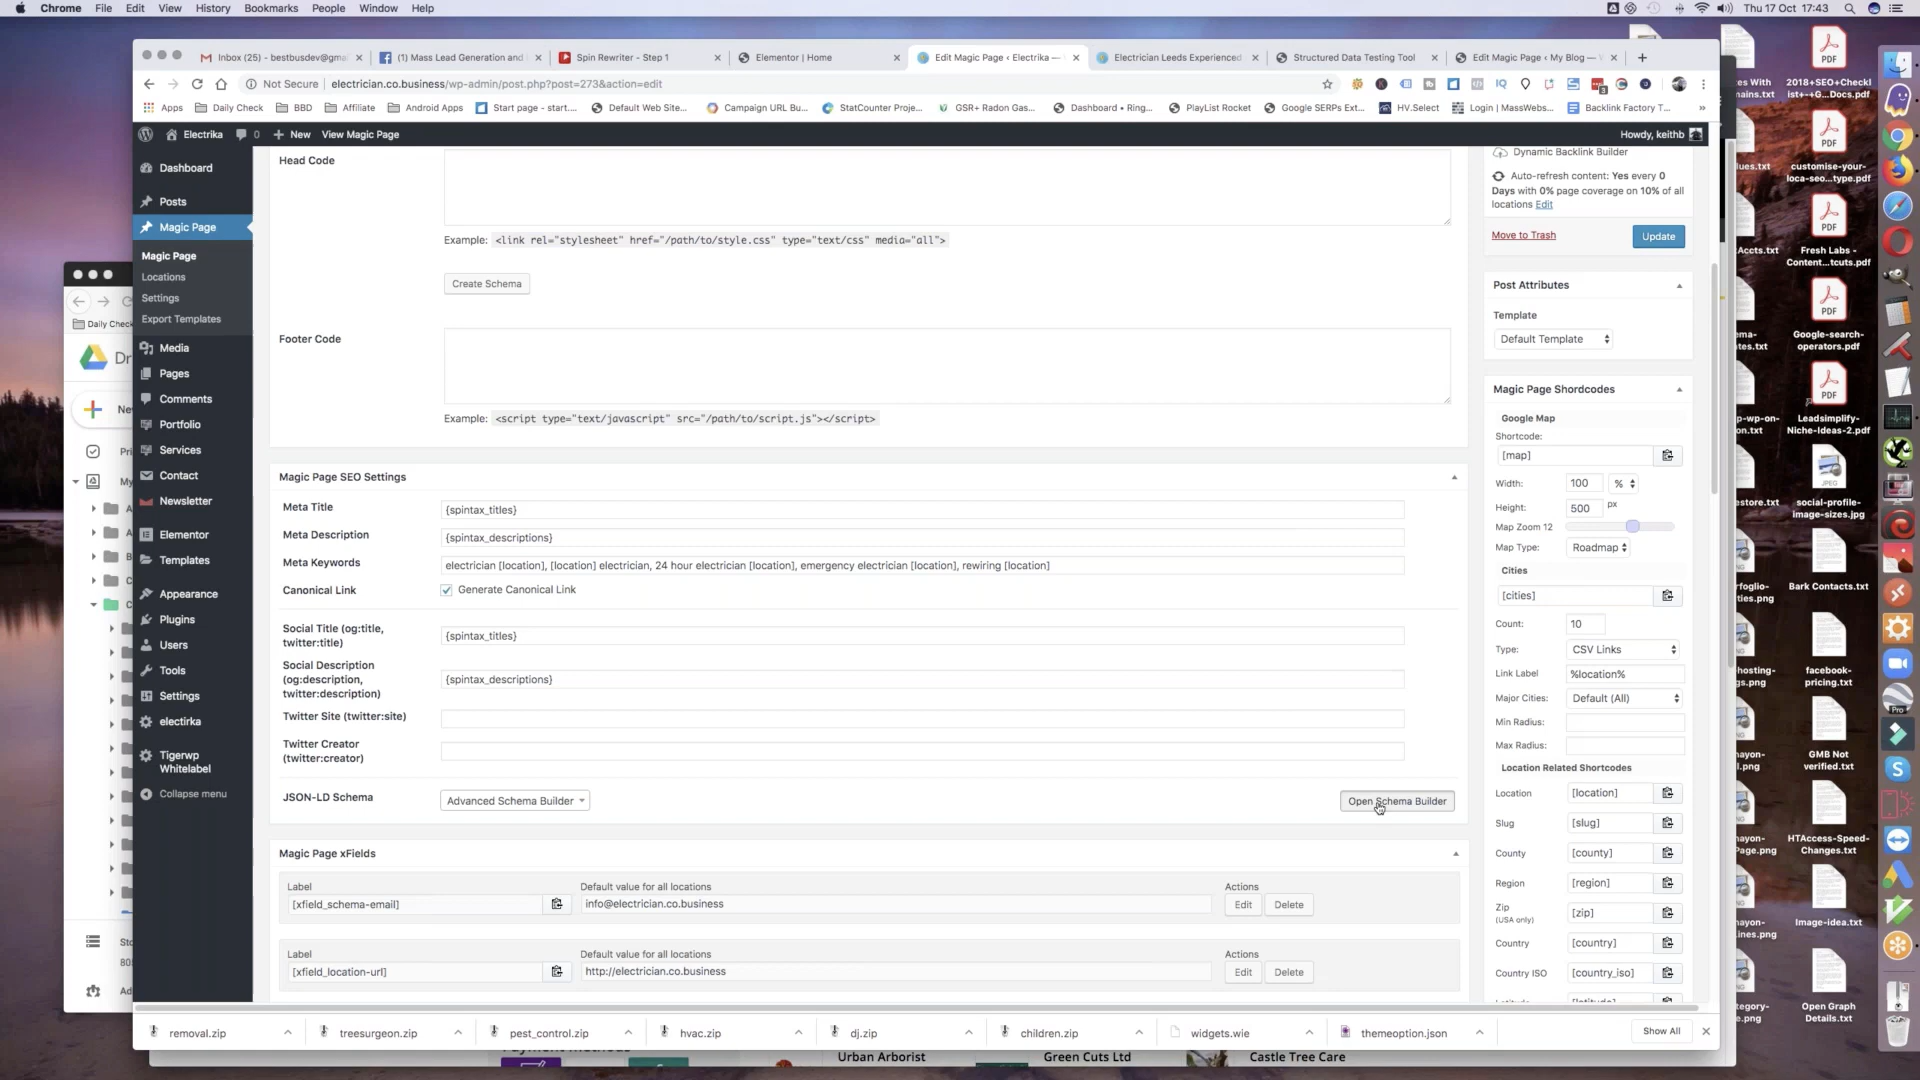 Chrome File Edit View History Bookmarks People Window Help
Thu 17 Oct 17:43
Inbox (25) - bestbusdev@gma
(1) Mass Lead Generation and
Spin Rewriter - Step 1
Elementor | Home
Edit Magic Page ‹ Electrika —
Electrician Leeds Experienced
Structured Data Testing Tool
Edit Magic Page ‹ My Blog —
Not Secure electrician.co.business/wp-admin/post.php?post=273&action=edit
Apps
Daily Check
BBD
Affiliate
Android Apps
Start page - start....
Default Web Site...
Campaign URL Bu...
StatCounter Proje...
GSR+ Radon Gas...
Dashboard • Ring...
PlayList Rocket
Google SERPs Ext...
HV.Select
Login | MassWebs...
Backlink Factory T...
»
Electrika 0 New View Magic Page
Howdy, keithb
Dashboard
Posts
Magic Page
Magic Page
Locations
Settings
Export Templates
Media
Pages
Comments
Portfolio
Services
Contact
Newsletter
Elementor
Templates
Appearance
Plugins
Users
Tools
Settings
electirka
Tigerwp
Whitelabel
Collapse menu
Head Code
Example: <link rel="stylesheet" href="/path/to/style.css" type="text/css" media="all">
Create Schema
Footer Code
Example: <script type="text/javascript" src="/path/to/script.js"></script>
Magic Page SEO Settings
Meta Title {spintax_titles}
Meta Description {spintax_descriptions}
Meta Keywords electrician [location], [location] electrician, 24 hour electrician [location], emergency electrician [location], rewiring [location]
Canonical Link Generate Canonical Link
Social Title (og:title,
twitter:title)
{spintax_titles}
Social Description
(og:description,
twitter:description)
{spintax_descriptions}
Twitter Site (twitter:site)
Twitter Creator
(twitter:creator)
JSON-LD Schema Advanced Schema Builder Open Schema Builder
Magic Page xFields
Label Default value for all locations Actions
[xfield_schema-email] info@electrician.co.business Edit Delete
Label Default value for all locations Actions
[xfield_location-url] http://electrician.co.business Edit Delete
Dynamic Backlink Builder
Auto-refresh content: Yes every 0
Days with 0% page coverage on 10% of all
locations Edit
Move to Trash Update
Post Attributes
Template
Default Template
Magic Page Shordcodes
Google Map
Shortcode:
[map]
Width: 100 %
Height: 500 px
Map Zoom 12
Map Type: Roadmap
Cities
[cities]
Count: 10
Type: CSV Links
Link Label %location%
Major Cities: Default (All)
Min Radius:
Max Radius:
Location Related Shortcodes
Location [location]
Slug [slug]
County [county]
Region [region]
Zip
(USA only)
[zip]
Country [country]
Country ISO [country_iso]
removal.zip
treesurgeon.zip
pest_control.zip
hvac.zip
dj.zip
children.zip
widgets.wie
themeoption.json
Show All
Urban Arborist
Green Cuts Ltd
Castle Tree Care
Daily Check
Dr
Ne
Pri
My
Sto
80
Ad
2018+SEO+Checkl
ist+-+G...Docs.pdf
customise-your-
loca-seo...type.pdf
Fresh Labs -
Content...tcuts.pdf
Google-search-
operators.pdf
Leadsimplify-
Niche-Ideas-2.pdf
social-profile-
image-sizes.jpg
Bark Contacts.txt
facebook-
pricing.txt
GMB Not
verified.txt
HTAccess-Speed-
Changes.txt
Image-idea.txt
Open Graph
Details.txt